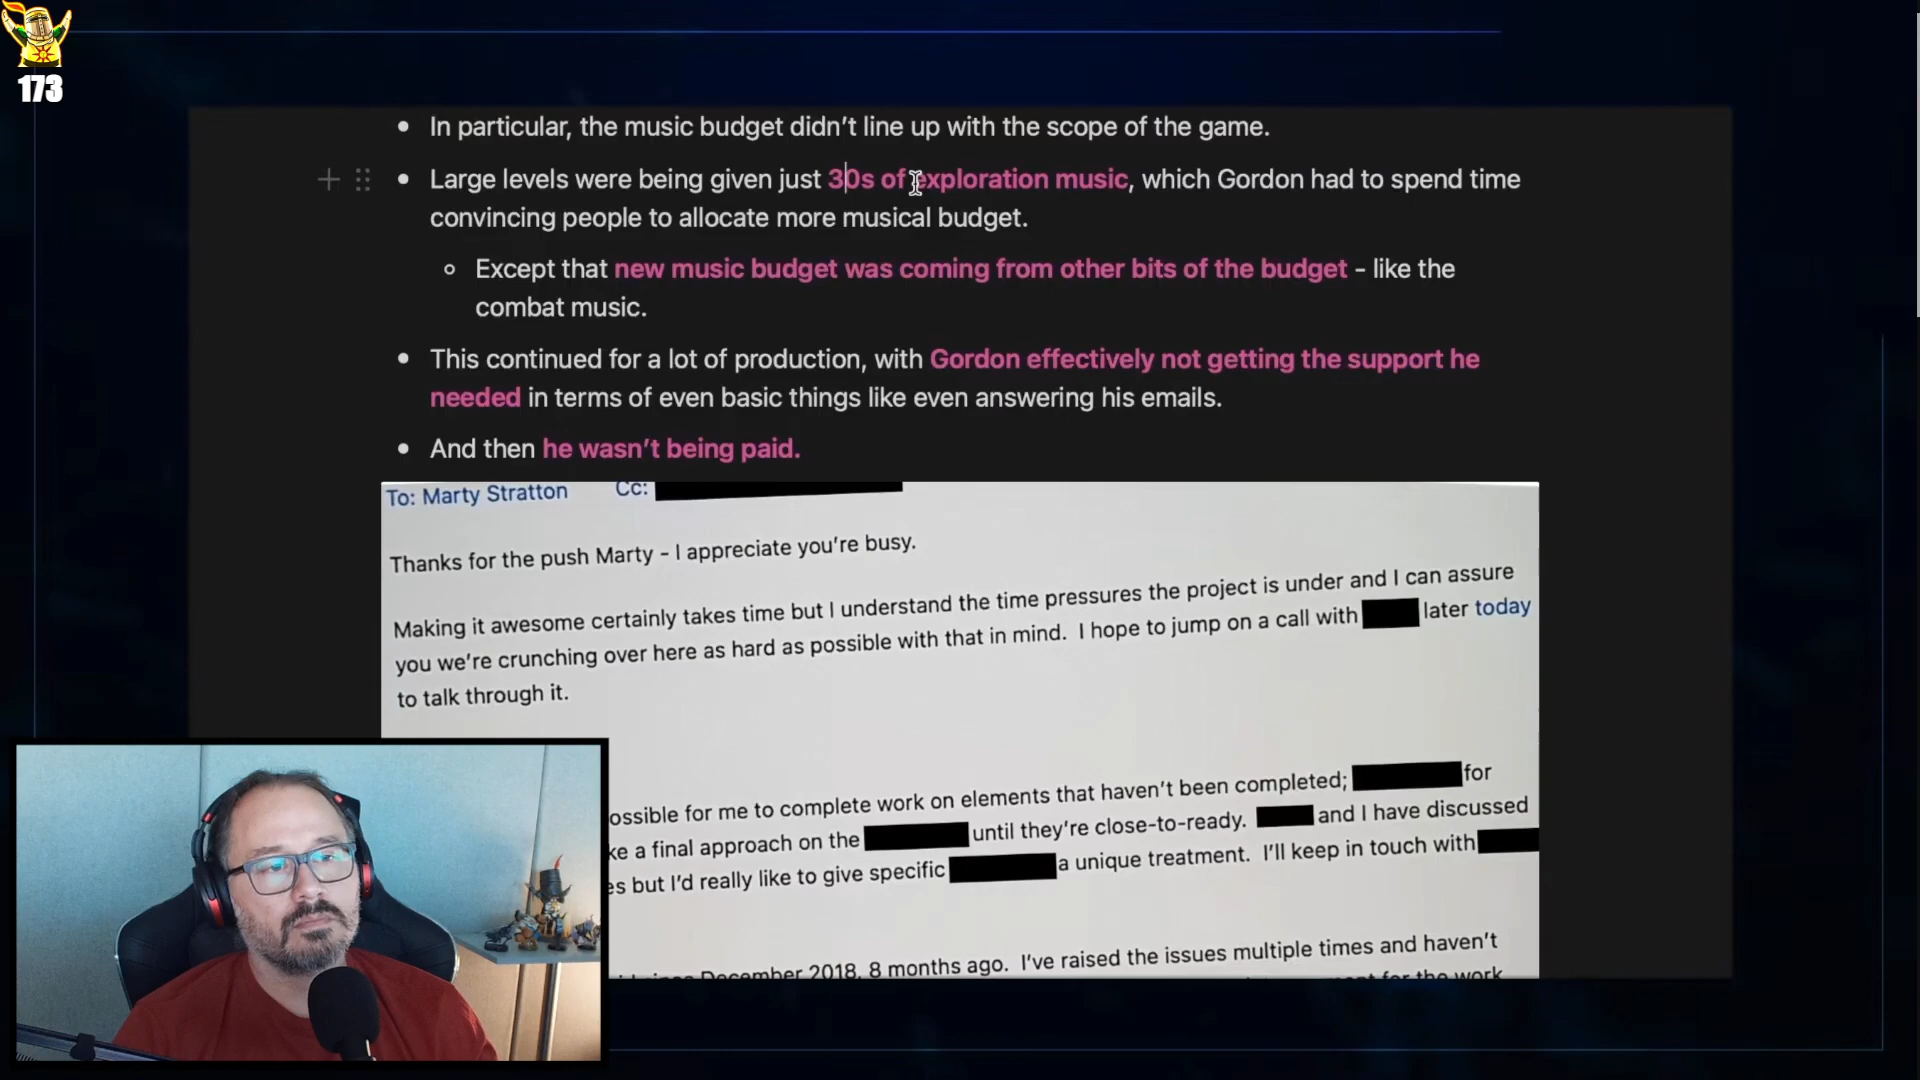 173
In particular, the music budget didn’t line up with the scope of the game.
Large levels were being given just 30s of exploration music, which Gordon had to spend time
convincing people to allocate more musical budget.
Except that new music budget was coming from other bits of the budget - like the
combat music.
This continued for a lot of production, with Gordon effectively not getting the support he
needed in terms of even basic things like even answering his emails.
And then he wasn’t being paid.
To: Marty Stratton Cc:
Thanks for the push Marty - I appreciate you’re busy.
Making it awesome certainly takes time but I understand the time pressures the project is under and I can assure
you we’re crunching over here as hard as possible with that in mind. I hope to jump on a call with later today
to talk through it.
ossible for me to complete work on elements that haven’t been completed; for
ke a final approach on the until they’re close-to-ready. and I have discussed
es but I’d really like to give specific a unique treatment. I’ll keep in touch with
December 2018, 8 months ago. I’ve raised the issues multiple times and haven’t
for the work